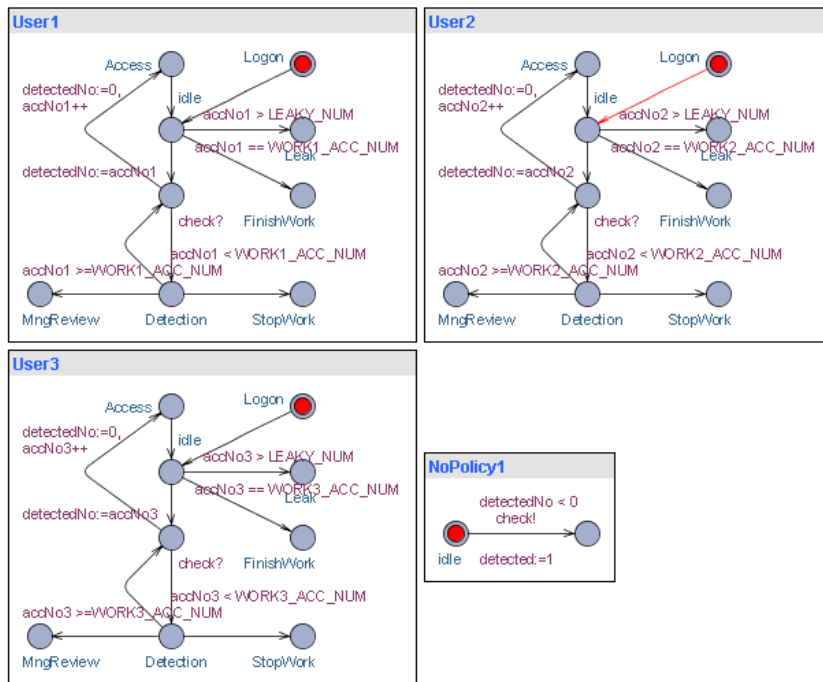 User1
Access
Logon
detectedNo:=0,
accNo1++
idle
accNo1 > LEAKY_NUM
accNo1 == WORK1_ACC_NUM
Leak
detectedNo:=accNo1
check?
FinishWork
accNo1 < WORK1_ACC_NUM
accNo1 >=WORK1_ACC_NUM
MngReview
Detection
StopWork
User2
Access
Logon
detectedNo:=0,
accNo2++
idle
accNo2 > LEAKY_NUM
accNo2 == WORK2_ACC_NUM
Leak
detectedNo:=accNo2
check?
FinishWork
accNo2 < WORK2_ACC_NUM
accNo2 >=WORK2_ACC_NUM
MngReview
Detection
StopWork
User3
Access
Logon
detectedNo:=0,
accNo3++
idle
accNo3 > LEAKY_NUM
accNo3 == WORK3_ACC_NUM
Leak
detectedNo:=accNo3
check?
FinishWork
accNo3 < WORK3_ACC_NUM
accNo3 >=WORK3_ACC_NUM
MngReview
Detection
StopWork
NoPolicy1
detectedNo < 0
check!
idle
detected:=1